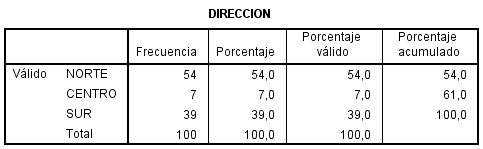 DIRECCION
Frecuencia Porcentaje Porcentaje válido Porcentaje acumulado
Válido NORTE 54 54,0 54,0 54,0
CENTRO 7 7,0 7,0 61,0
SUR 39 39,0 39,0 100,0
Total 100 100,0 100,0